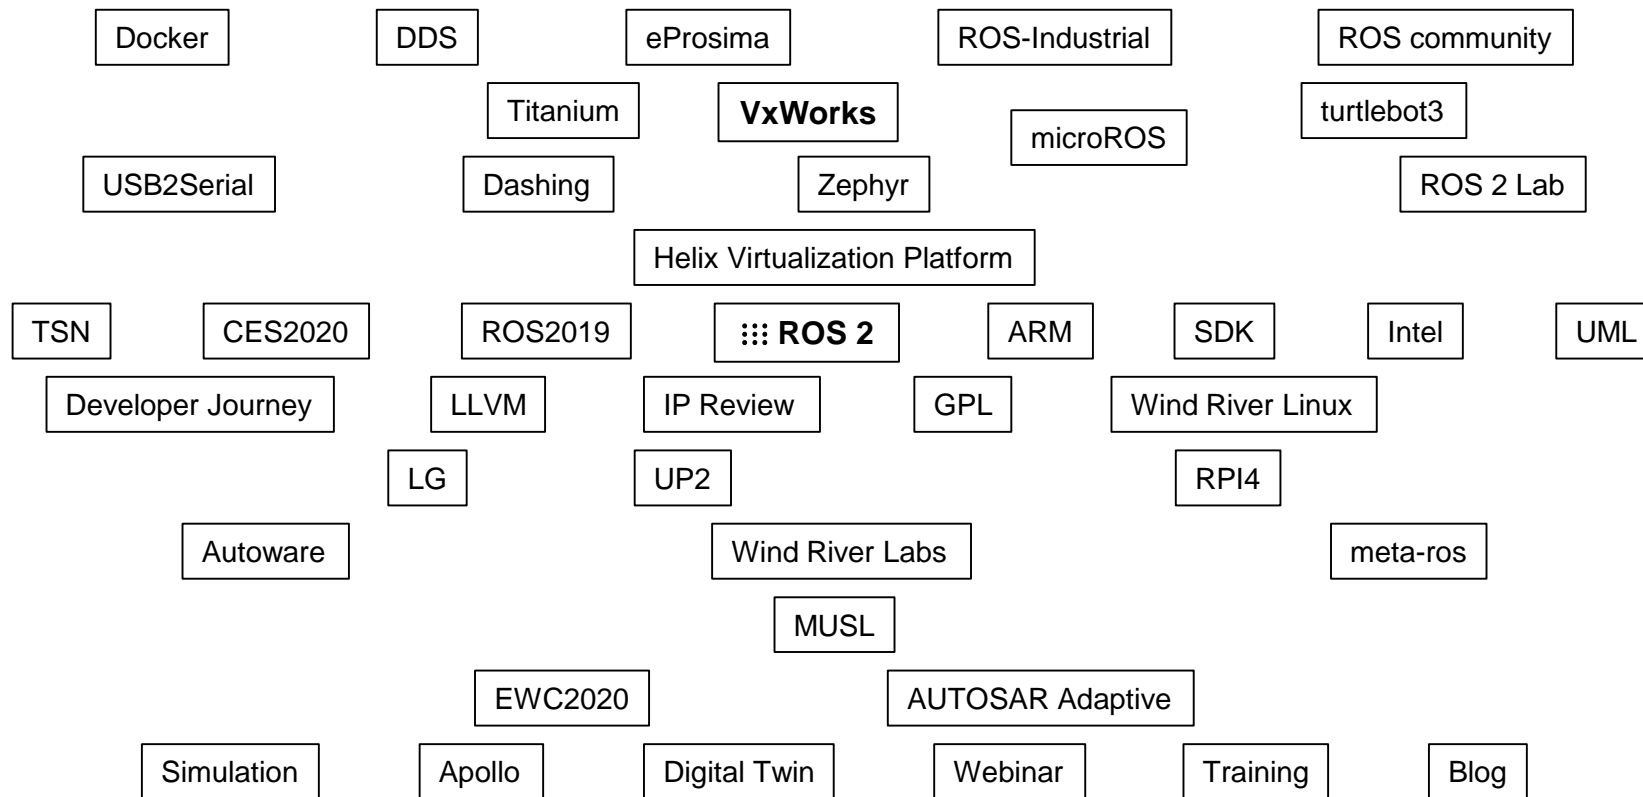 Docker
DDS
eProsima
ROS-Industrial
ROS community
Titanium
VxWorks
microROS
turtlebot3
USB2Serial
Dashing
Zephyr
ROS 2 Lab
Helix Virtualization Platform
TSN
CES2020
ROS2019
ROS 2
ARM
SDK
Intel
UML
Developer Journey
LLVM
IP Review
GPL
Wind River Linux
LG
UP2
RPI4
Autoware
Wind River Labs
meta-ros
MUSL
EWC2020
AUTOSAR Adaptive
Simulation
Apollo
Digital Twin
Webinar
Training
Blog